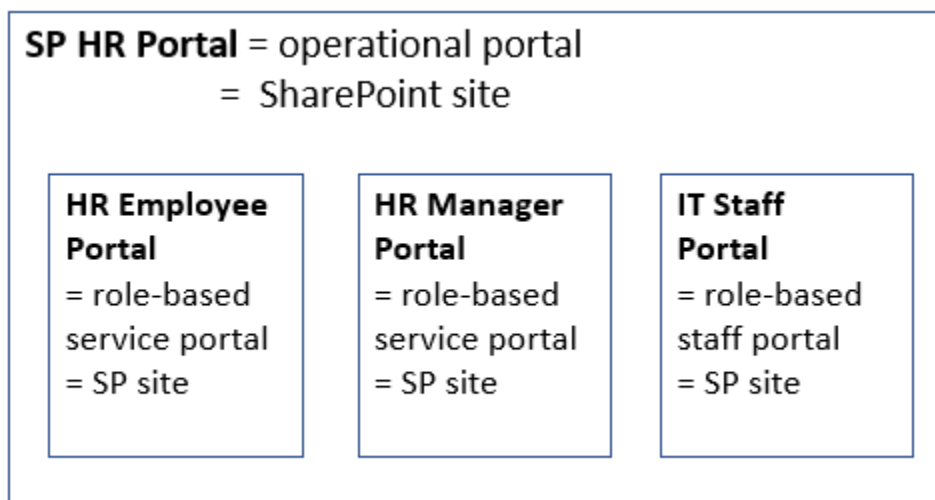 SP HR Portal = operational portal
= SharePoint site
HR Employee
Portal
= role-based
service portal
= SP site
HR Manager
Portal
= role-based
service portal
= SP site
IT Staff
Portal
= role-based
staff portal
= SP site